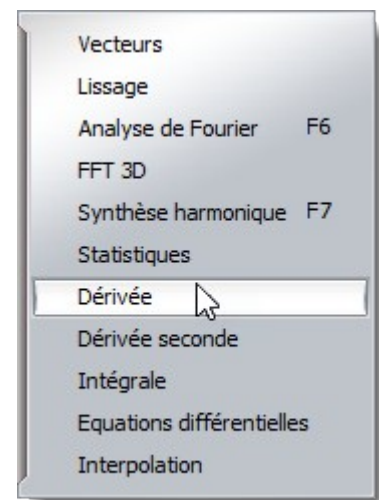 Vecteurs
Lissage
Analyse de Fourier F6
FFT 3D
Synthèse harmonique F7
Statistiques
Dérivée
Dérivée seconde
Intégrale
Equations différentielles
Interpolation